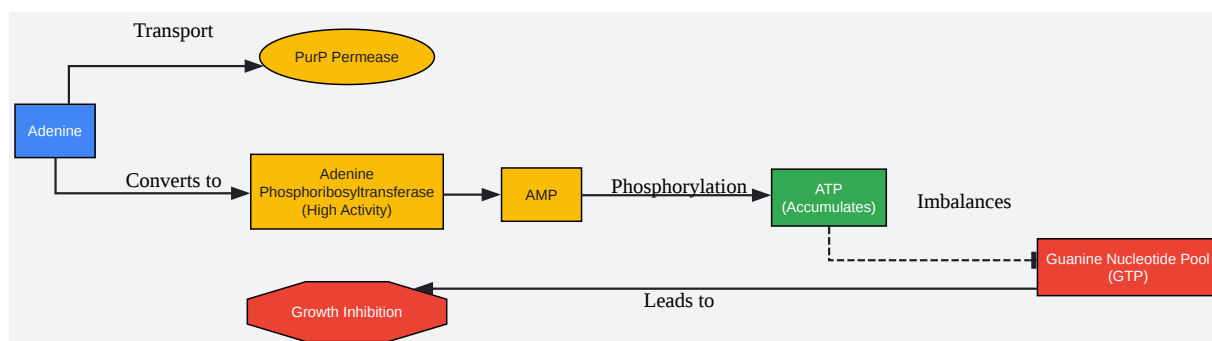 Transport
PurP Permease
Adenine
Converts to
Adenine
Phosphoribosyltransferase
(High Activity)
AMP
Phosphorylation
ATP
(Accumulates)
Imbalances
Guanine Nucleotide Pool
(GTP)
Leads to
Growth Inhibition